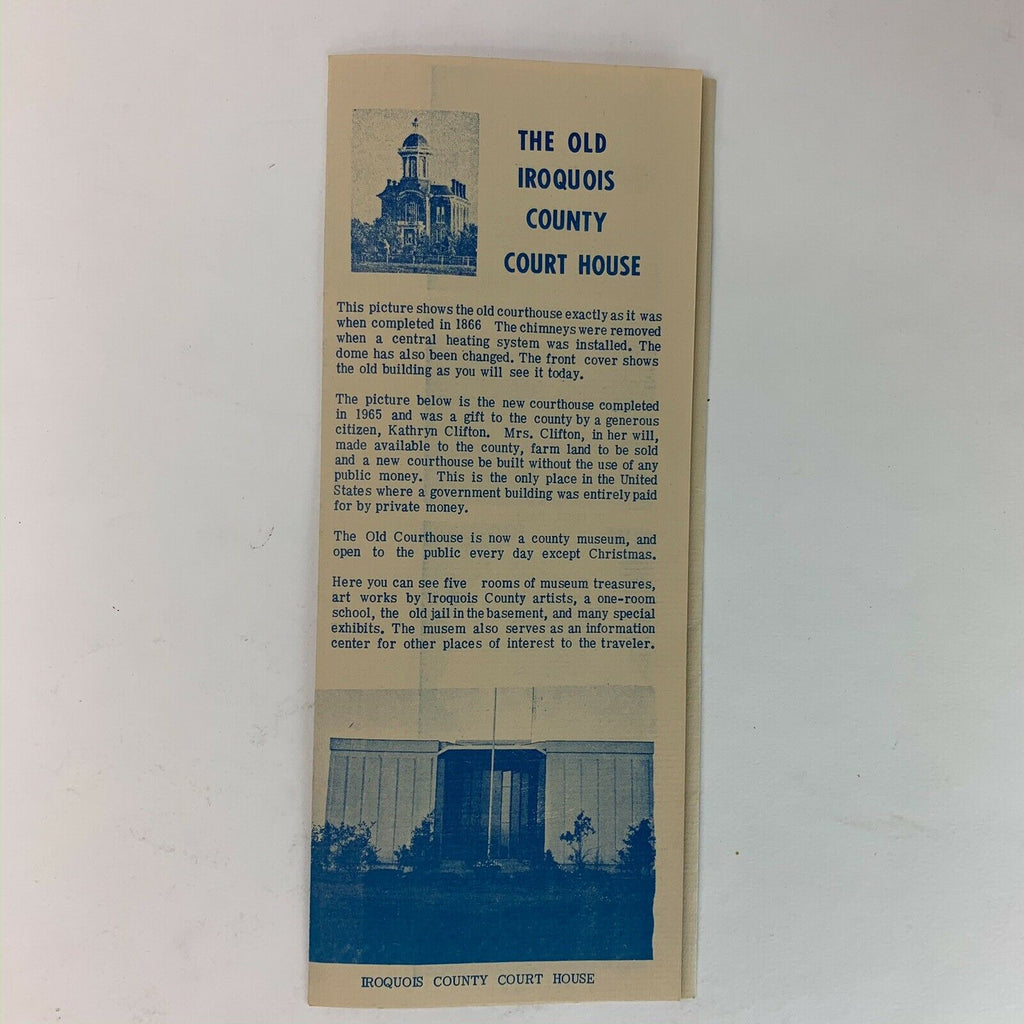 THE OLD
IROQUOIS
COUNTY
COURT HOUSE
This picture shows the old courthouse exactly as it was
when completed in 1866 The chimneys were removed
when a central heating system was installed. The
dome has also been changed. The front cover shows
the old building as you will see it today.
The picture below is the new courthouse completed
in 1965 and was a gift to the county by a generous
citizen, Kathryn Clifton. Mrs. Clifton, in her will,
made available to the county, farm land to be sold
and a new courthouse be built without the use of any
public money. This is the only place in the United
States where a government building was entirely paid
for by private money.
The Old Courthouse is now a county museum, and
open to the public every day except Christmas.
Here you can see five rooms of museum treasures,
art works by Iroquois County artists, a one-room
school, the old jail in the basement, and many special
exhibits. The musem also serves as an information
center for other places of interest to the traveler.
IROQUOIS COUNTY COURT HOUSE